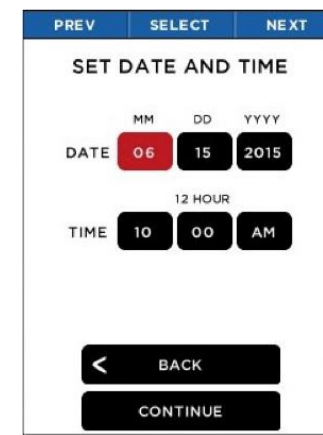 PREV SELECT NEXT
SET DATE AND TIME
MM DD YYYY
DATE 06 15 2015
12 HOUR
TIME 10 00 AM
< BACK
CONTINUE